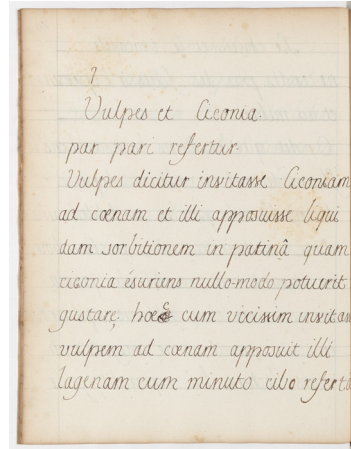 1
Vulpes et Ciconia.
par pari refertur.
Vulpes dicitur invitasse Ciconiam
ad cœnam et illi apposuisse liqui
dam sorbitionem in patinâ quam
ciconia esuriens nullo-modo potuerit
gustare; hœc cum vicissim invitas
vulpem ad cœnam apposuit illi
lagenam cum minuto cibo referta